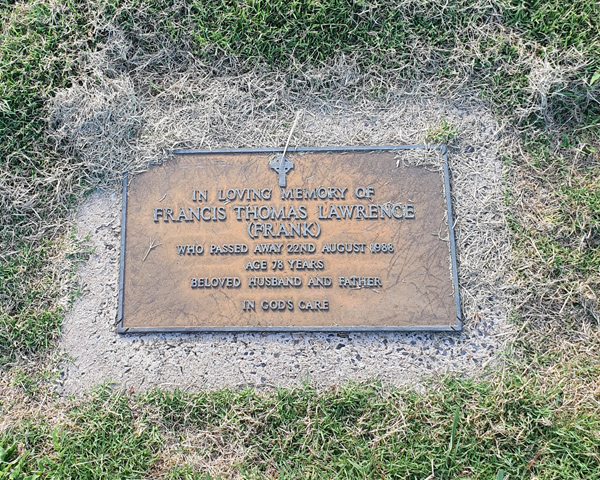 IN LOVING MEMORY OF
FRANCIS THOMAS LAWRENCE
(FRANK)
WHO PASSED AWAY 22ND AUGUST 1988
AGE 78 YEARS
BELOVED HUSBAND AND FATHER
IN GOD'S CARE